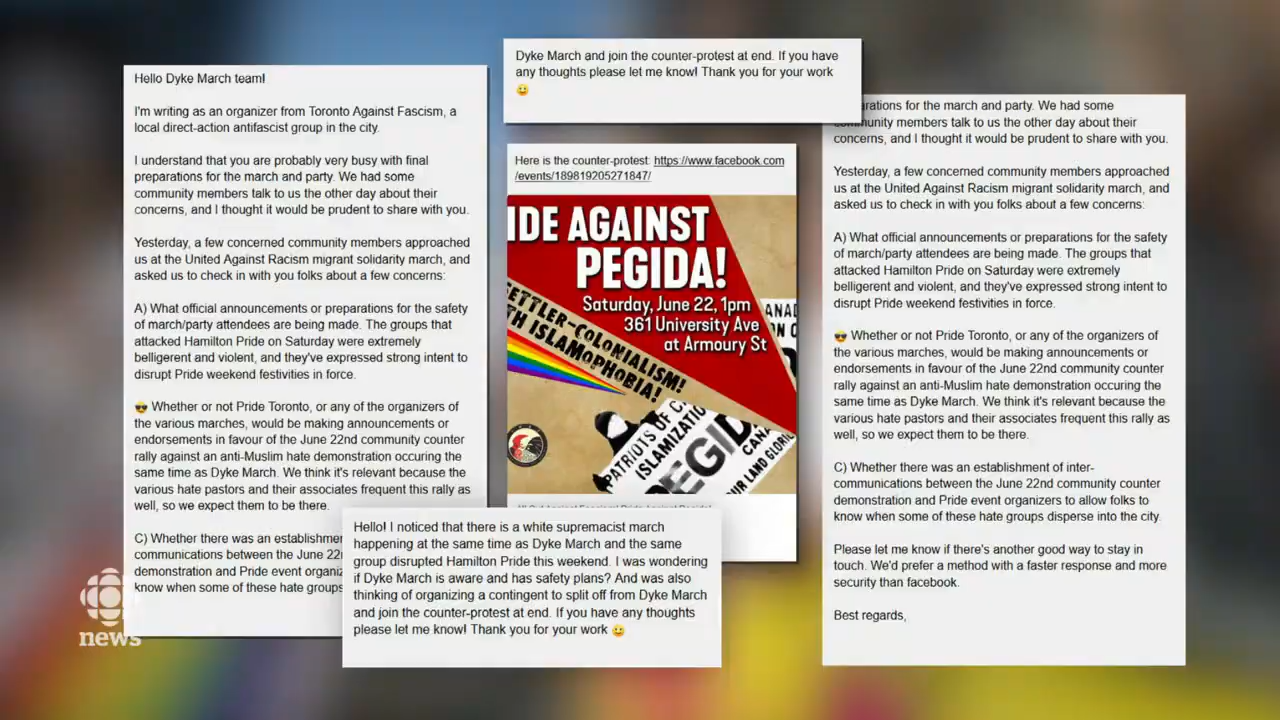 Hello Dyke March team!
I'm writing as an organizer from Toronto Against Fascism, a
local direct-action antifascist group in the city.
I understand that you are probably very busy with final
preparations for the march and party. We had some
community members talk to us the other day about their
concerns, and I thought it would be prudent to share with you.
Yesterday, a few concerned community members approached
us at the United Against Racism migrant solidarity march, and
asked us to check in with you folks about a few concerns:
A) What official announcements or preparations for the safety
of march/party attendees are being made. The groups that
attacked Hamilton Pride on Saturday were extremely
belligerent and violent, and they've expressed strong intent to
disrupt Pride weekend festivities in force.
😎 Whether or not Pride Toronto, or any of the organizers of
the various marches, would be making announcements or
endorsements in favour of the June 22nd community counter
rally against an anti-Muslim hate demonstration occuring the
same time as Dyke March. We think it's relevant because the
various hate pastors and their associates frequent this rally as
well, so we expect them to be there.
C) Whether there was an establishmen
communications between the June 22
demonstration and Pride event organiz
know when some of these hate groups
Dyke March and join the counter-protest at end. If you have
any thoughts please let me know! Thank you for your work
😀
Here is the counter-protest: https://www.facebook.com
/events/189819205271847/
IDE AGAINST
PEGIDA!
Saturday, June 22, 1pm
361 University Ave
at Armoury St
ETTLER-COLONIALISM!
TH ISLAMOPHOBIA!
PATRIOTS OF C
ISLAMIZATIO
PEGID
CANA
UR LAND GLORI
ANAD
ON C
Hello! I noticed that there is a white supremacist march
happening at the same time as Dyke March and the same
group disrupted Hamilton Pride this weekend. I was wondering
if Dyke March is aware and has safety plans? And was also
thinking of organizing a contingent to split off from Dyke March
and join the counter-protest at end. If you have any thoughts
please let me know! Thank you for your work 😀
arations for the march and party. We had some
community members talk to us the other day about their
concerns, and I thought it would be prudent to share with you.
Yesterday, a few concerned community members approached
us at the United Against Racism migrant solidarity march, and
asked us to check in with you folks about a few concerns:
A) What official announcements or preparations for the safety
of march/party attendees are being made. The groups that
attacked Hamilton Pride on Saturday were extremely
belligerent and violent, and they've expressed strong intent to
disrupt Pride weekend festivities in force.
😎 Whether or not Pride Toronto, or any of the organizers of
the various marches, would be making announcements or
endorsements in favour of the June 22nd community counter
rally against an anti-Muslim hate demonstration occuring the
same time as Dyke March. We think it's relevant because the
various hate pastors and their associates frequent this rally as
well, so we expect them to be there.
C) Whether there was an establishment of inter-
communications between the June 22nd community counter
demonstration and Pride event organizers to allow folks to
know when some of these hate groups disperse into the city.
Please let me know if there's another good way to stay in
touch. We'd prefer a method with a faster response and more
security than facebook.
Best regards,
news